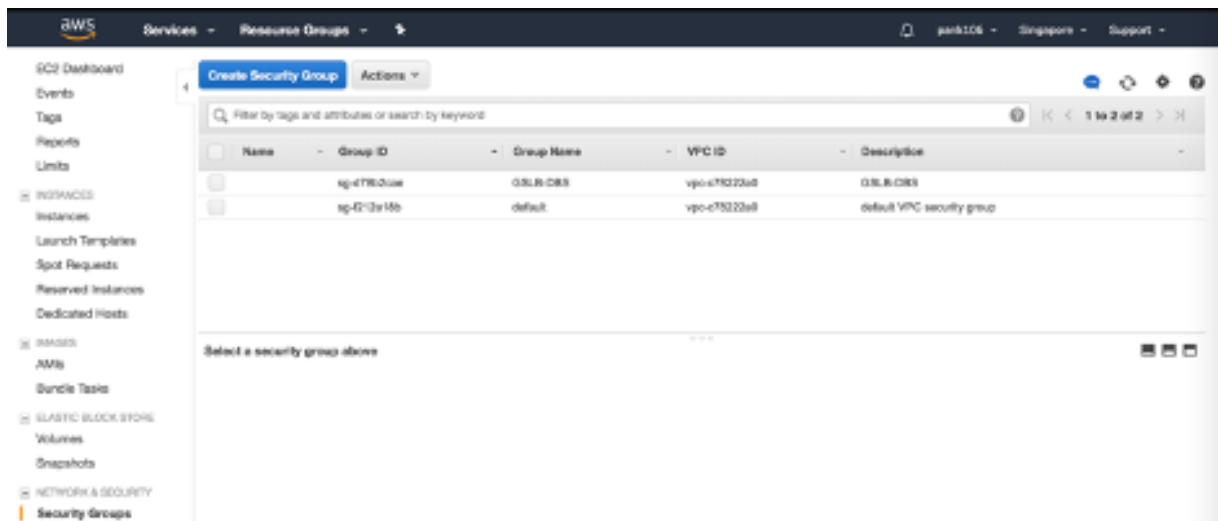 aws Services Resource Groups Singapore Support
EC2 Dashboard
Events
Tags
Reports
Limits
INSTANCES
Instances
Launch Templates
Spot Requests
Reserved Instances
Dedicated Hosts
IMAGES
AMIs
Bundle Tasks
ELASTIC BLOCK STORE
Volumes
Snapshots
NETWORK & SECURITY
Security Groups
Create Security Group Actions
Filter by tags and attributes or search by keyword 1 to 2 of 2
Name Group ID Group Name VPC ID Description
default default VPC security group
Select a security group above